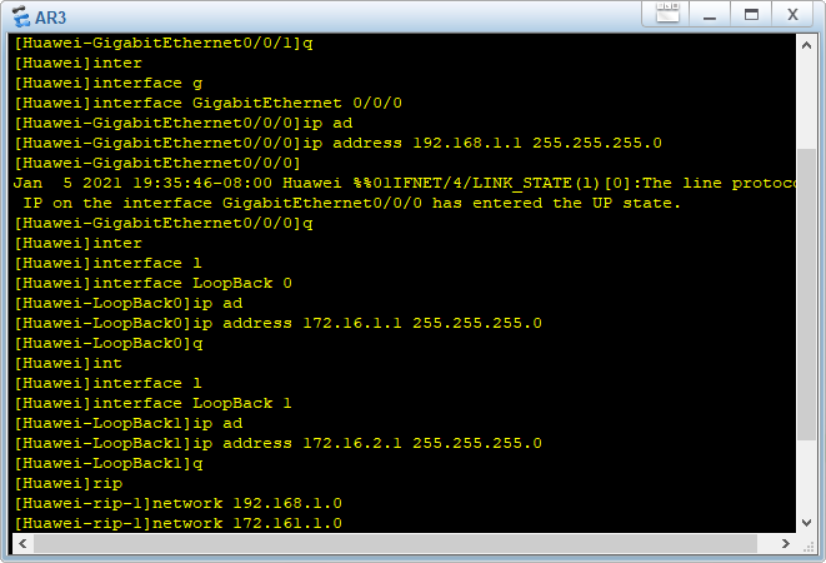 AR3
[Huawei-GigabitEthernet0/0/1]q
[Huawei]inter
[Huawei]interface g
[Huawei]interface GigabitEthernet 0/0/0
[Huawei-GigabitEthernet0/0/0]ip ad
[Huawei-GigabitEthernet0/0/0]ip address 192.168.1.1 255.255.255.0
[Huawei-GigabitEthernet0/0/0]
Jan  5 2021 19:35:46-08:00 Huawei %%01IFNET/4/LINK_STATE(l)[0]:The line protoco
 IP on the interface GigabitEthernet0/0/0 has entered the UP state.
[Huawei-GigabitEthernet0/0/0]q
[Huawei]inter
[Huawei]interface l
[Huawei]interface LoopBack 0
[Huawei-LoopBack0]ip ad
[Huawei-LoopBack0]ip address 172.16.1.1 255.255.255.0
[Huawei-LoopBack0]q
[Huawei]int
[Huawei]interface l
[Huawei]interface LoopBack 1
[Huawei-LoopBack1]ip ad
[Huawei-LoopBack1]ip address 172.16.2.1 255.255.255.0
[Huawei-LoopBack1]q
[Huawei]rip
[Huawei-rip-1]network 192.168.1.0
[Huawei-rip-1]network 172.161.1.0